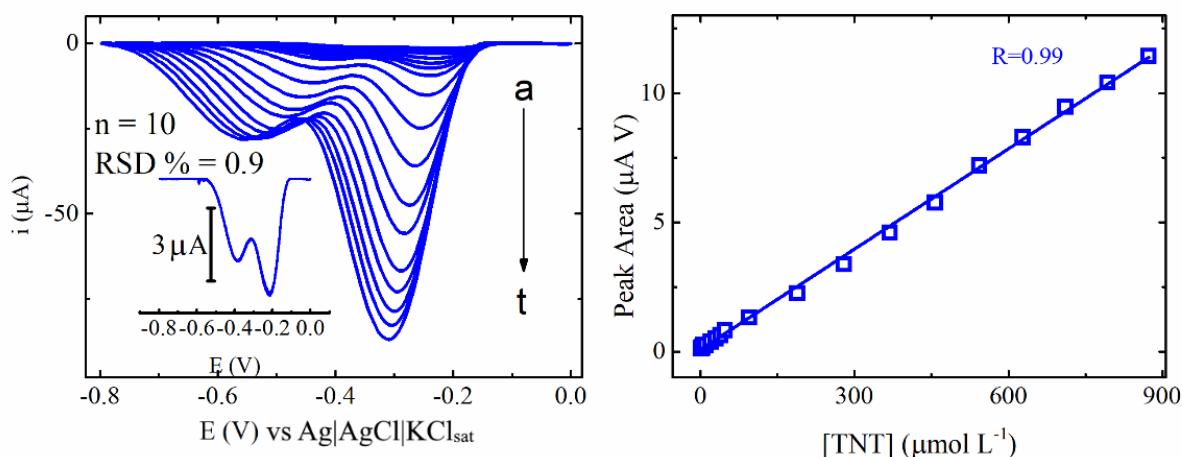 0
-50
i (μA)
a
t
n = 10
RSD % = 0.9
3 μA
-0.8 -0.6 -0.4 -0.2 0.0
E (V)
-0.8 -0.6 -0.4 -0.2 0.0
E (V) vs Ag|AgCl|KCl_sat
R=0.99
10
5
0
Peak Area (μA V)
0 300 600 900
[TNT] (μmol L⁻¹)